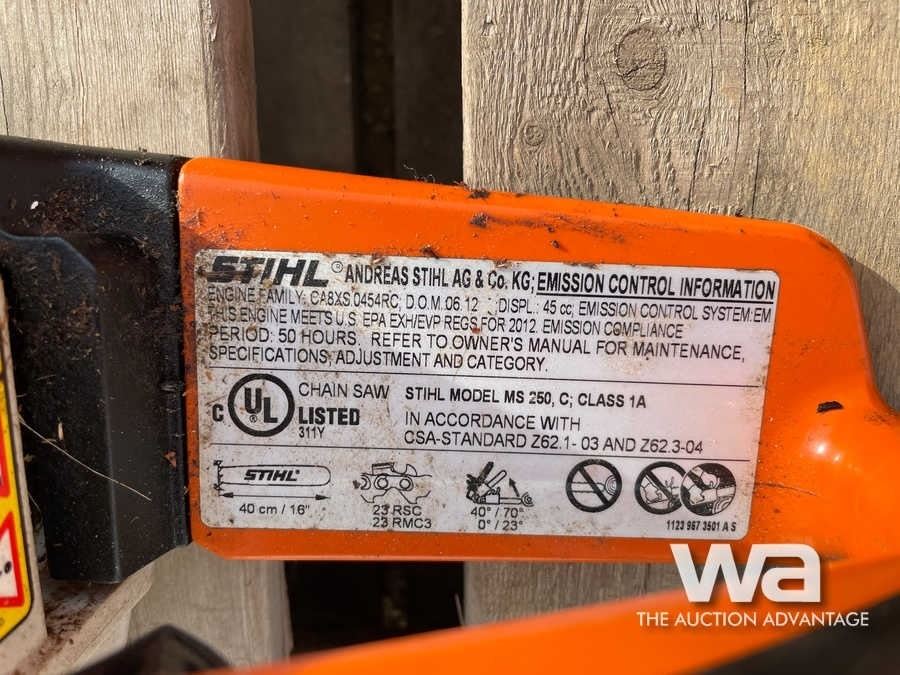 STIHL ® ANDREAS STIHL AG & Co. KG; EMISSION CONTROL INFORMATION
ENGINE FAMILY: CA8XS.0454RC, D.O.M.06.12 DISPL.: 45 cc; EMISSION CONTROL SYSTEM:EM
THIS ENGINE MEETS U.S. EPA EXH/EVP REGS.FOR 2012. EMISSION COMPLIANCE
PERIOD: 50 HOURS. REFER TO OWNER'S MANUAL FOR MAINTENANCE,
SPECIFICATIONS, ADJUSTMENT AND CATEGORY.
C UL ® CHAIN SAW STIHL MODEL MS 250, C; CLASS 1A
LISTED IN ACCORDANCE WITH
311Y CSA-STANDARD Z62.1- 03 AND Z62.3-04
STIHL
40 cm / 16" 23 RSC 40° / 70°
23 RMC3 0° / 23°
1123 967 3501 A S
wa
THE AUCTION ADVANTAGE